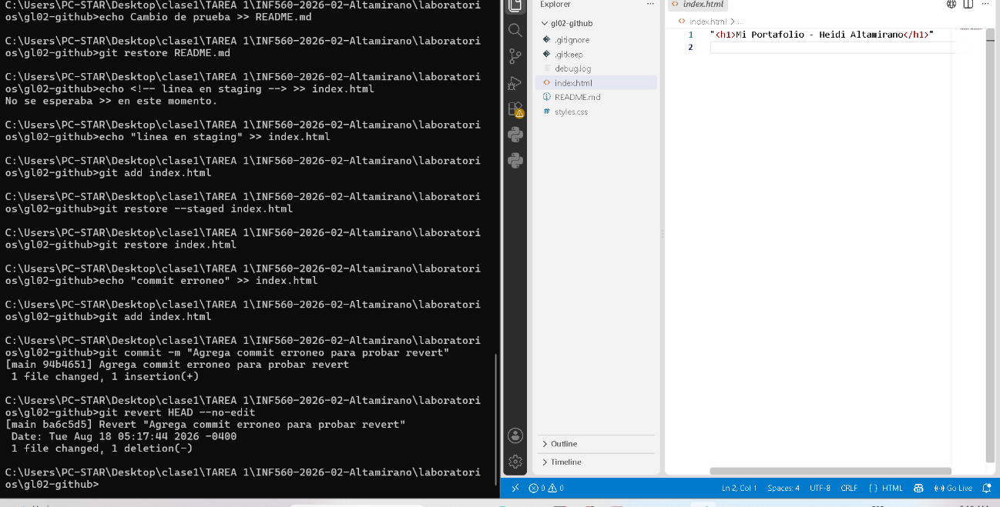 C:\Users\PC-STAR\Desktop\clase1\TAREA 1\INF560-2026-02-Altamirano\laboratori
os\gl02-github>echo Cambio de prueba >> README.md
C:\Users\PC-STAR\Desktop\clase1\TAREA 1\INF560-2026-02-Altamirano\laboratori
os\gl02-github>git restore README.md
C:\Users\PC-STAR\Desktop\clase1\TAREA 1\INF560-2026-02-Altamirano\laboratori
os\gl02-github>echo <!-- linea en staging --> >> index.html
No se esperaba >> en este momento.
C:\Users\PC-STAR\Desktop\clase1\TAREA 1\INF560-2026-02-Altamirano\laboratori
os\gl02-github>echo "linea en staging" >> index.html
C:\Users\PC-STAR\Desktop\clase1\TAREA 1\INF560-2026-02-Altamirano\laboratori
os\gl02-github>git add index.html
C:\Users\PC-STAR\Desktop\clase1\TAREA 1\INF560-2026-02-Altamirano\laboratori
os\gl02-github>git restore --staged index.html
C:\Users\PC-STAR\Desktop\clase1\TAREA 1\INF560-2026-02-Altamirano\laboratori
os\gl02-github>git restore index.html
C:\Users\PC-STAR\Desktop\clase1\TAREA 1\INF560-2026-02-Altamirano\laboratori
os\gl02-github>echo "commit erroneo" >> index.html
C:\Users\PC-STAR\Desktop\clase1\TAREA 1\INF560-2026-02-Altamirano\laboratori
os\gl02-github>git add index.html
C:\Users\PC-STAR\Desktop\clase1\TAREA 1\INF560-2026-02-Altamirano\laboratori
os\gl02-github>git commit -m "Agrega commit erroneo para probar revert"
[main 94b4651] Agrega commit erroneo para probar revert
1 file changed, 1 insertion(+)
C:\Users\PC-STAR\Desktop\clase1\TAREA 1\INF560-2026-02-Altamirano\laboratori
os\gl02-github>git revert HEAD --no-edit
[main ba6c5d5] Revert "Agrega commit erroneo para probar revert"
Date: Tue Aug 18 05:17:44 2026 -0400
1 file changed, 1 deletion(-)
C:\Users\PC-STAR\Desktop\clase1\TAREA 1\INF560-2026-02-Altamirano\laboratori
os\gl02-github>
Explorer ...
gl02-github
.gitignore
.gitkeep
debug.log
index.html
README.md
styles.css
Outline
Timeline
index.html ...
index.html > ...
1 "<h1>Mi Portafolio - Heidi Altamirano</h1>"
2
0 0 Ln 2, Col 1 Spaces: 4 UTF-8 CRLF { } HTML Go Live